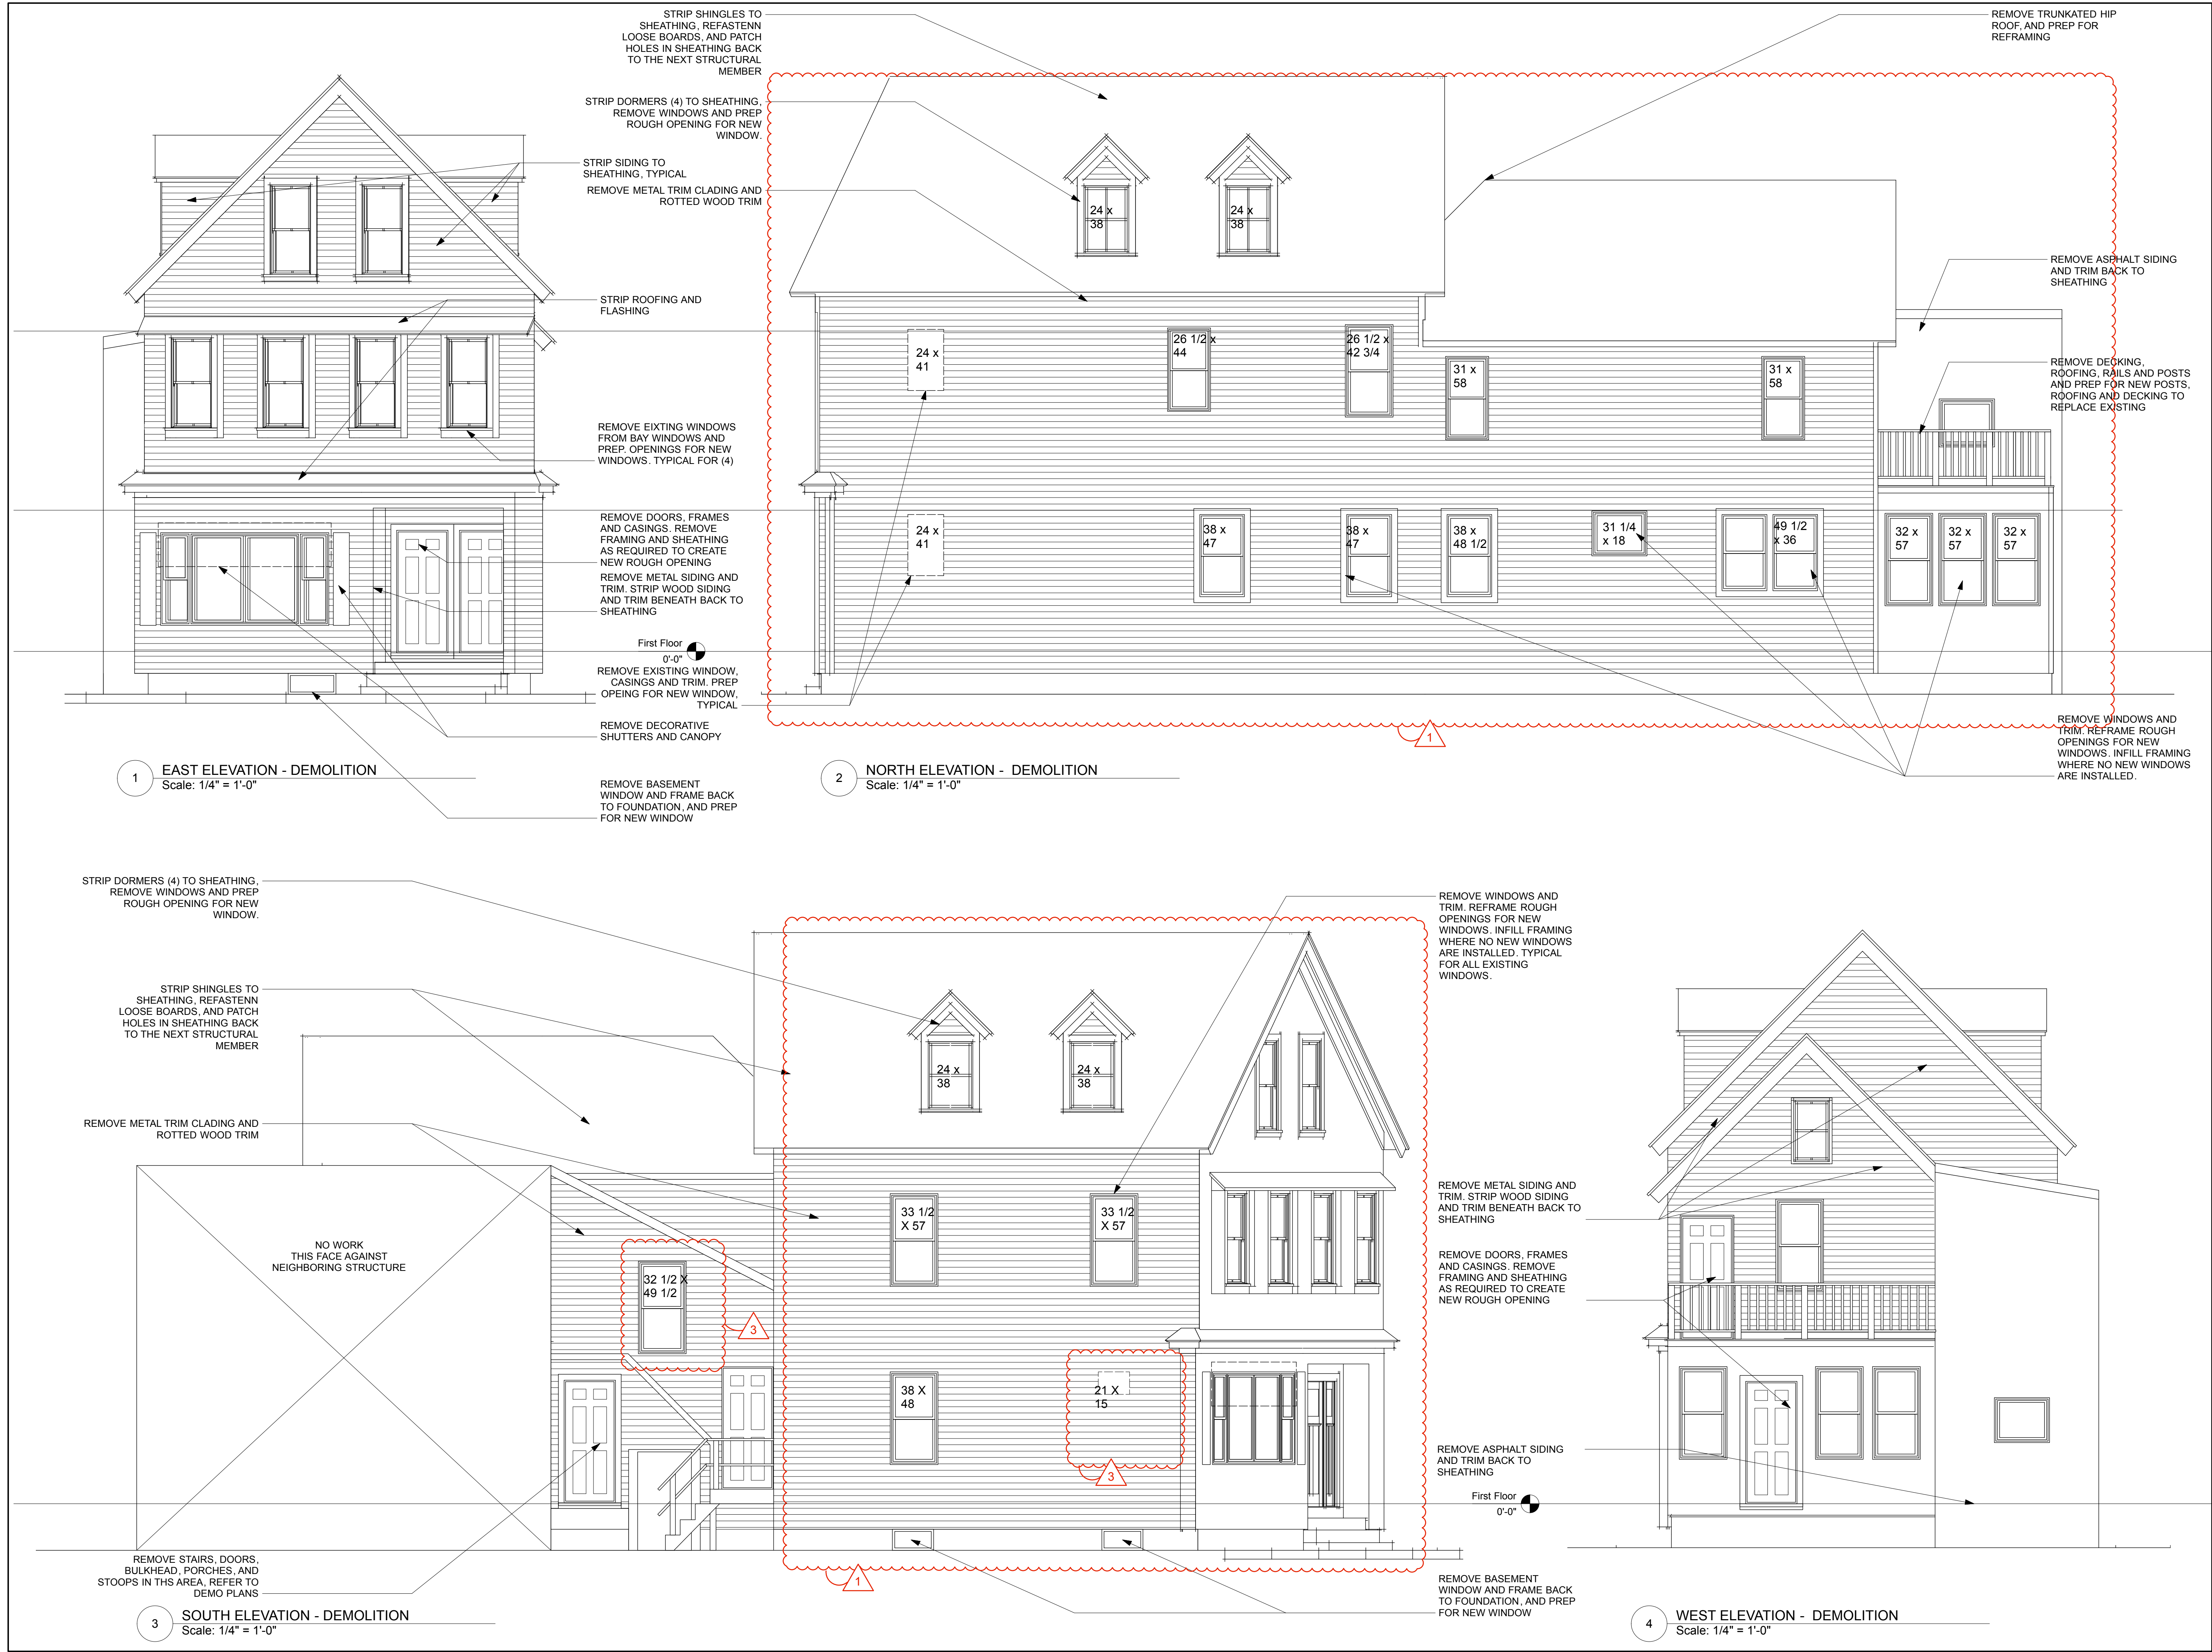 STRIP SHINGLES TO
SHEATHING, REFASTENN
LOOSE BOARDS, AND PATCH
HOLES IN SHEATHING BACK
TO THE NEXT STRUCTURAL
MEMBER
STRIP DORMERS (4) TO SHEATHING,
REMOVE WINDOWS AND PREP
ROUGH OPENING FOR NEW
WINDOW.
STRIP SIDING TO
SHEATHING, TYPICAL
REMOVE METAL TRIM CLADING AND
ROTTED WOOD TRIM
STRIP ROOFING AND
FLASHING
REMOVE EIXTING WINDOWS
FROM BAY WINDOWS AND
PREP. OPENINGS FOR NEW
WINDOWS. TYPICAL FOR (4)
REMOVE DOORS, FRAMES
AND CASINGS. REMOVE
FRAMING AND SHEATHING
AS REQUIRED TO CREATE
NEW ROUGH OPENING
REMOVE METAL SIDING AND
TRIM. STRIP WOOD SIDING
AND TRIM BENEATH BACK TO
SHEATHING
First Floor
0'-0"
REMOVE EXISTING WINDOW,
CASINGS AND TRIM. PREP
OPEING FOR NEW WINDOW,
TYPICAL
REMOVE DECORATIVE
SHUTTERS AND CANOPY
REMOVE BASEMENT
WINDOW AND FRAME BACK
TO FOUNDATION, AND PREP
FOR NEW WINDOW
1
EAST ELEVATION - DEMOLITION
Scale: 1/4" = 1'-0"
REMOVE TRUNKATED HIP
ROOF, AND PREP FOR
REFRAMING
24 x
38
24 x
38
REMOVE ASPHALT SIDING
AND TRIM BACK TO
SHEATHING
24 x
41
26 1/2 x
44
26 1/2 x
42 3/4
31 x
58
31 x
58
REMOVE DECKING,
ROOFING, RAILS AND POSTS
AND PREP FOR NEW POSTS,
ROOFING AND DECKING TO
REPLACE EXISTING
24 x
41
38 x
47
38 x
47
38 x
48 1/2
31 1/4
x 18
49 1/2
x 36
32 x
57
32 x
57
32 x
57
1
REMOVE WINDOWS AND
TRIM. REFRAME ROUGH
OPENINGS FOR NEW
WINDOWS. INFILL FRAMING
WHERE NO NEW WINDOWS
ARE INSTALLED.
2
NORTH ELEVATION - DEMOLITION
Scale: 1/4" = 1'-0"
STRIP DORMERS (4) TO SHEATHING,
REMOVE WINDOWS AND PREP
ROUGH OPENING FOR NEW
WINDOW.
STRIP SHINGLES TO
SHEATHING, REFASTENN
LOOSE BOARDS, AND PATCH
HOLES IN SHEATHING BACK
TO THE NEXT STRUCTURAL
MEMBER
REMOVE METAL TRIM CLADING AND
ROTTED WOOD TRIM
NO WORK
THIS FACE AGAINST
NEIGHBORING STRUCTURE
24 x
38
24 x
38
33 1/2
X 57
33 1/2
X 57
32 1/2 X
49 1/2
3
38 X
48
21 X
15
3
1
REMOVE STAIRS, DOORS,
BULKHEAD, PORCHES, AND
STOOPS IN THS AREA, REFER TO
DEMO PLANS
3
SOUTH ELEVATION - DEMOLITION
Scale: 1/4" = 1'-0"
REMOVE WINDOWS AND
TRIM. REFRAME ROUGH
OPENINGS FOR NEW
WINDOWS. INFILL FRAMING
WHERE NO NEW WINDOWS
ARE INSTALLED. TYPICAL
FOR ALL EXISTING
WINDOWS.
REMOVE METAL SIDING AND
TRIM. STRIP WOOD SIDING
AND TRIM BENEATH BACK TO
SHEATHING
REMOVE DOORS, FRAMES
AND CASINGS. REMOVE
FRAMING AND SHEATHING
AS REQUIRED TO CREATE
NEW ROUGH OPENING
REMOVE ASPHALT SIDING
AND TRIM BACK TO
SHEATHING
First Floor
0'-0"
REMOVE BASEMENT
WINDOW AND FRAME BACK
TO FOUNDATION, AND PREP
FOR NEW WINDOW
4
WEST ELEVATION - DEMOLITION
Scale: 1/4" = 1'-0"